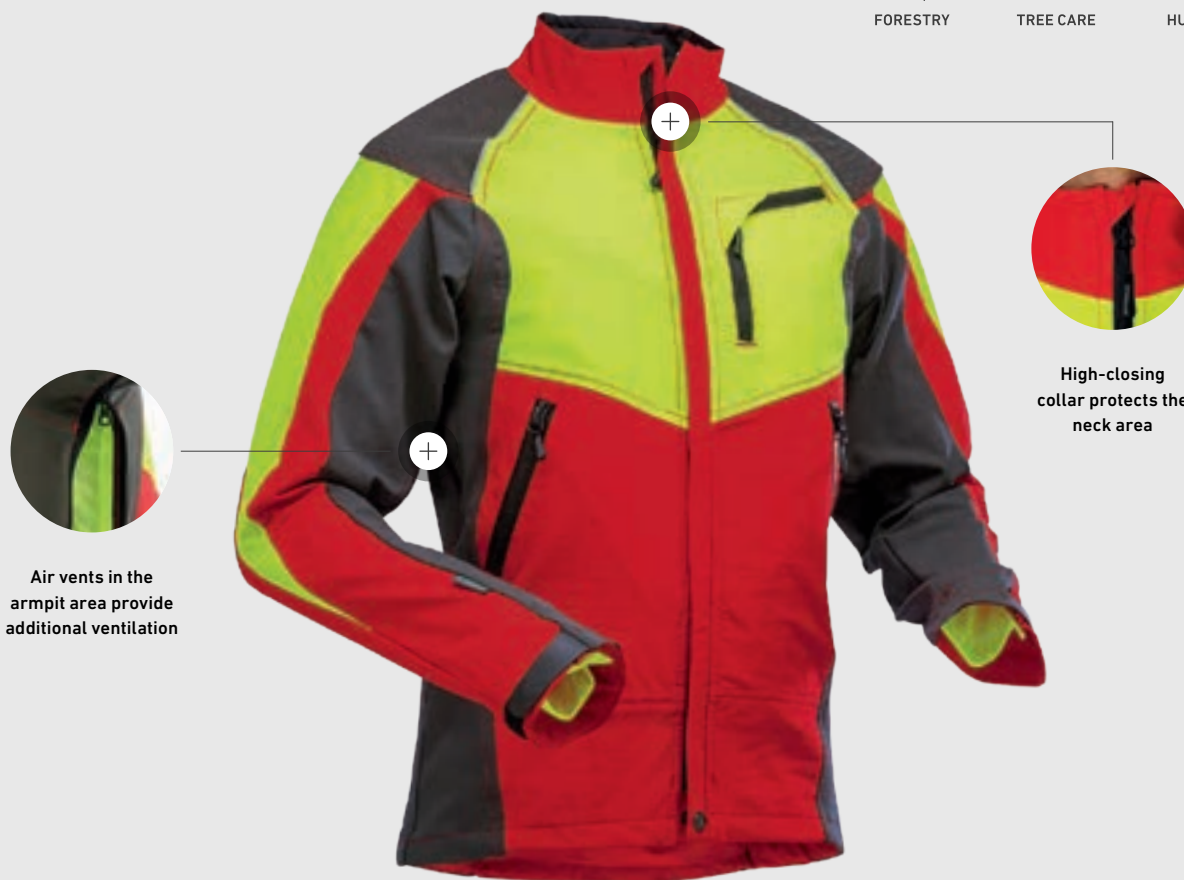 FORESTRY
TREE CARE
HU
High-closing
collar protects the
neck area
Air vents in the
armpit area provide
additional ventilation